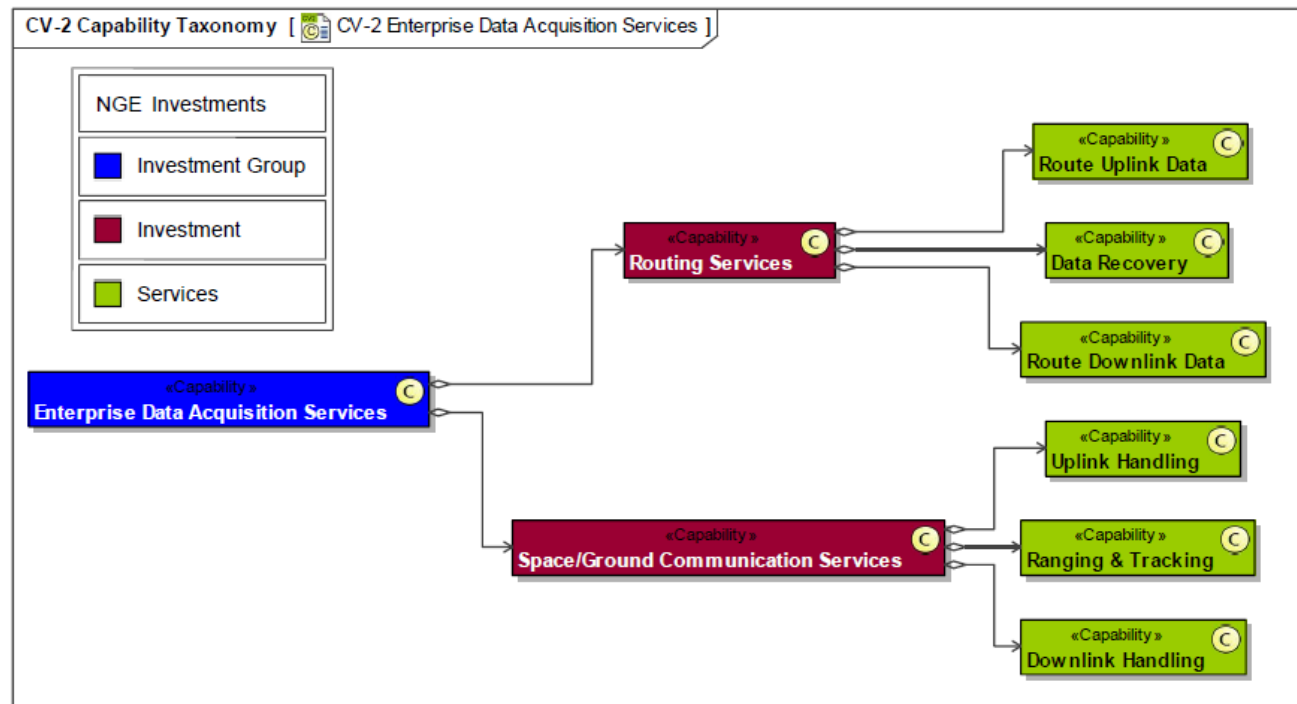 CV-2 Capability Taxonomy [ CV-2 Enterprise Data Acquisition Services ]
NGE Investments
Investment Group
Investment
Services
«Capability»
Enterprise Data Acquisition Services
C
«Capability»
Routing Services
C
«Capability»
Space/Ground Communication Services
C
«Capability»
Route Uplink Data
C
«Capability»
Data Recovery
C
«Capability»
Route Downlink Data
C
«Capability»
Uplink Handling
C
«Capability»
Ranging & Tracking
C
«Capability»
Downlink Handling
C